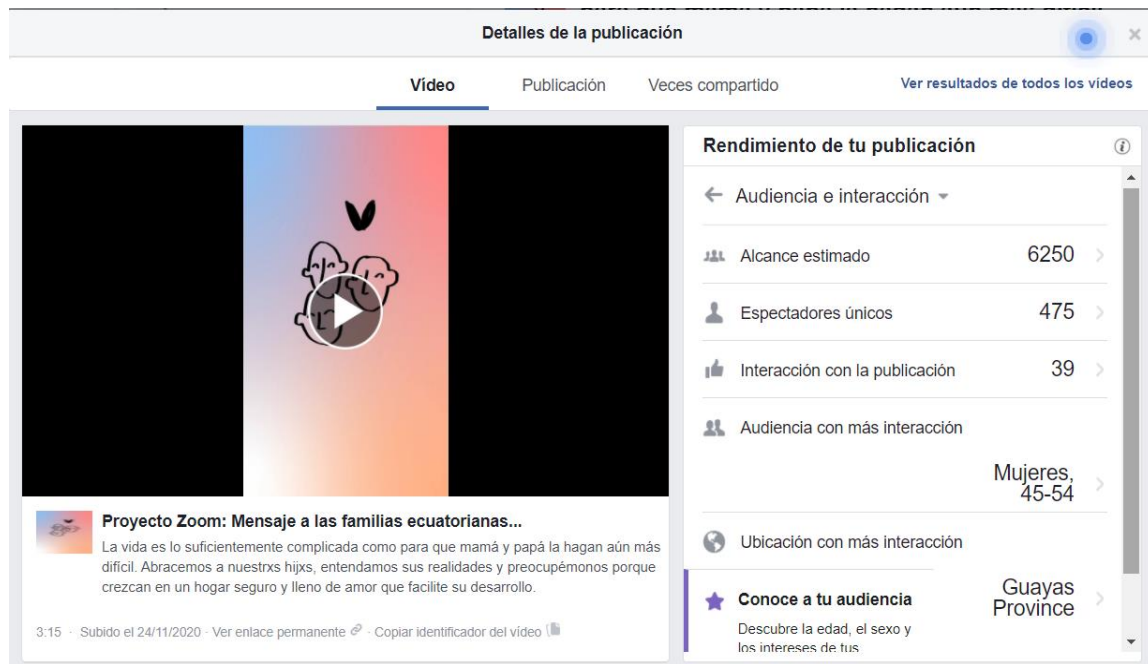 Detalles de la publicación
Vídeo Publicación Veces compartido Ver resultados de todos los vídeos
Rendimiento de tu publicación
Audiencia e interacción
Alcance estimado 6250
Espectadores únicos 475
Interacción con la publicación 39
Audiencia con más interacción
Mujeres,
45-54
Ubicación con más interacción
Guayas
Province
Conoce a tu audiencia
Descubre la edad, el sexo y
los intereses de tus
Proyecto Zoom: Mensaje a las familias ecuatorianas...
La vida es lo suficientemente complicada como para que mamá y papá la hagan aún más
difícil. Abracemos a nuestrxs hijxs, entendamos sus realidades y preocupémonos porque
crezcan en un hogar seguro y lleno de amor que facilite su desarrollo.
3:15 · Subido el 24/11/2020 · Ver enlace permanente · Copiar identificador del vídeo